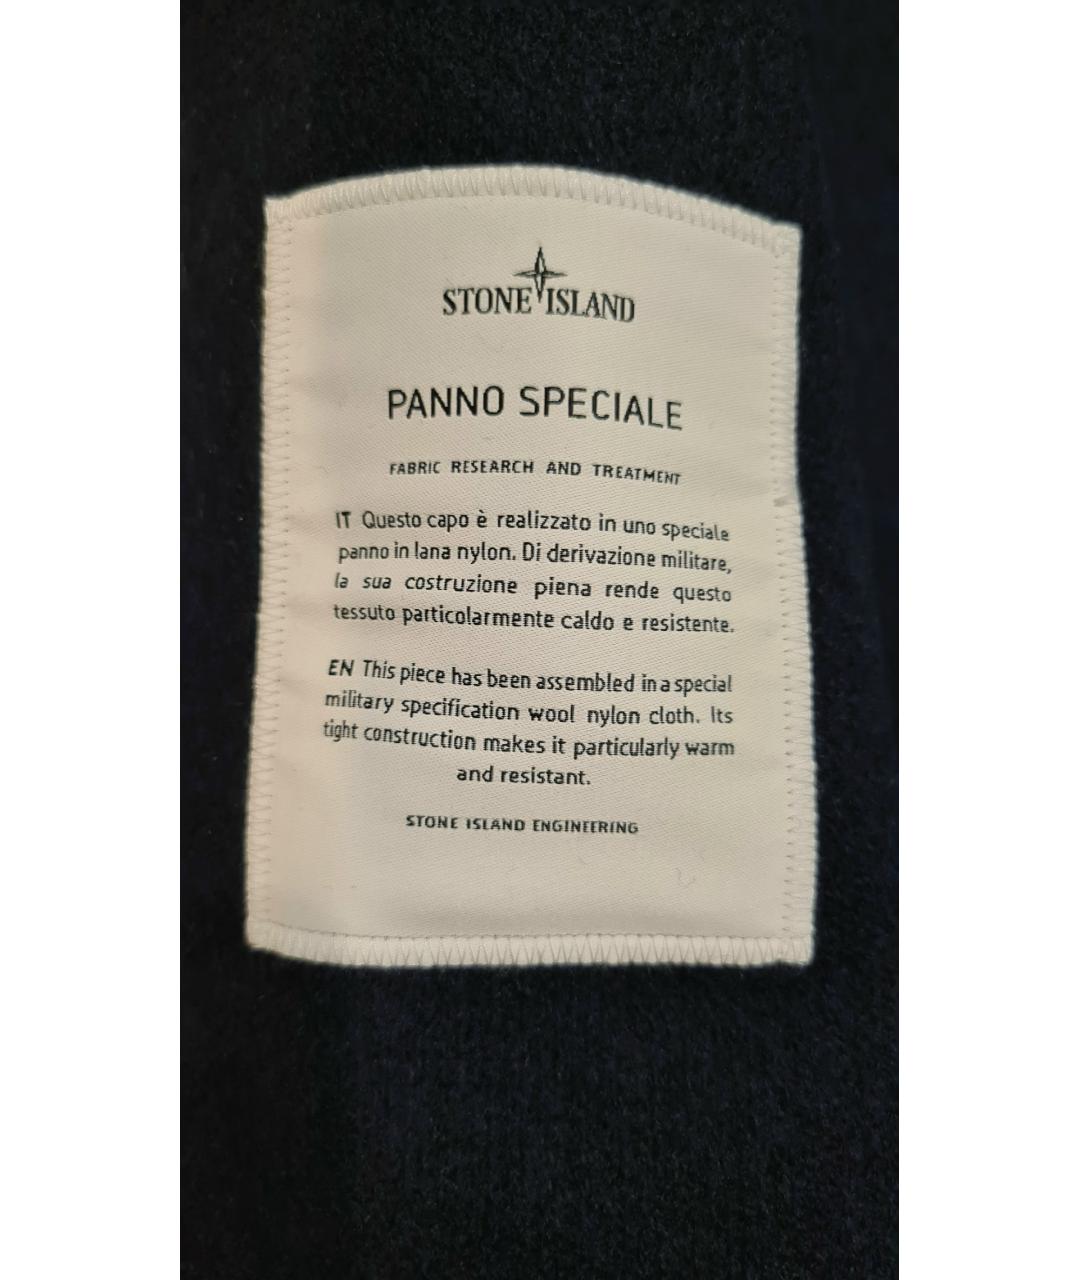 STONE ISLAND
PANNO SPECIALE
FABRIC RESEARCH AND TREATMENT
IT Questo capo è realizzato in uno speciale
panno in lana nylon. Di derivazione militare,
la sua costruzione piena rende questo
tessuto particolarmente caldo e resistente.
EN This piece has been assembled in a special
military specification wool nylon cloth. Its
tight construction makes it particularly warm
and resistant.
STONE ISLAND ENGINEERING